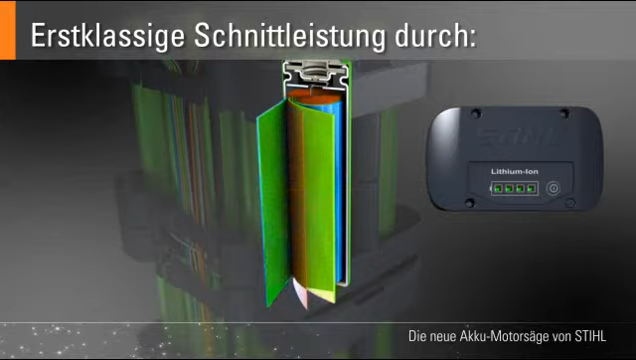 Erstklassige Schnittleistung durch:
STIHL
Lithium-Ion
Die neue Akku-Motorsäge von STIHL